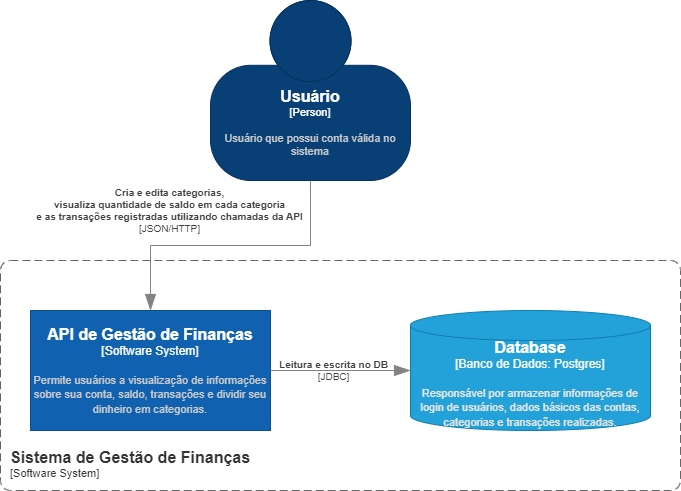 Usuário
[Person]
Usuário que possui conta válida no
sistema
Cria e edita categorias,
visualiza quantidade de saldo em cada categoria
e as transações registradas utilizando chamadas da API
[JSON/HTTP]
API de Gestão de Finanças
[Software System]
Permite usuários a visualização de informações
sobre sua conta, saldo, transações e dividir seu
dinheiro em categorias.
Leitura e escrita no DB
[JDBC]
Database
[Banco de Dados: Postgres]
Responsável por armazenar informações de
login de usuários, dados básicos das contas,
categorias e transações realizadas.
Sistema de Gestão de Finanças
[Software System]